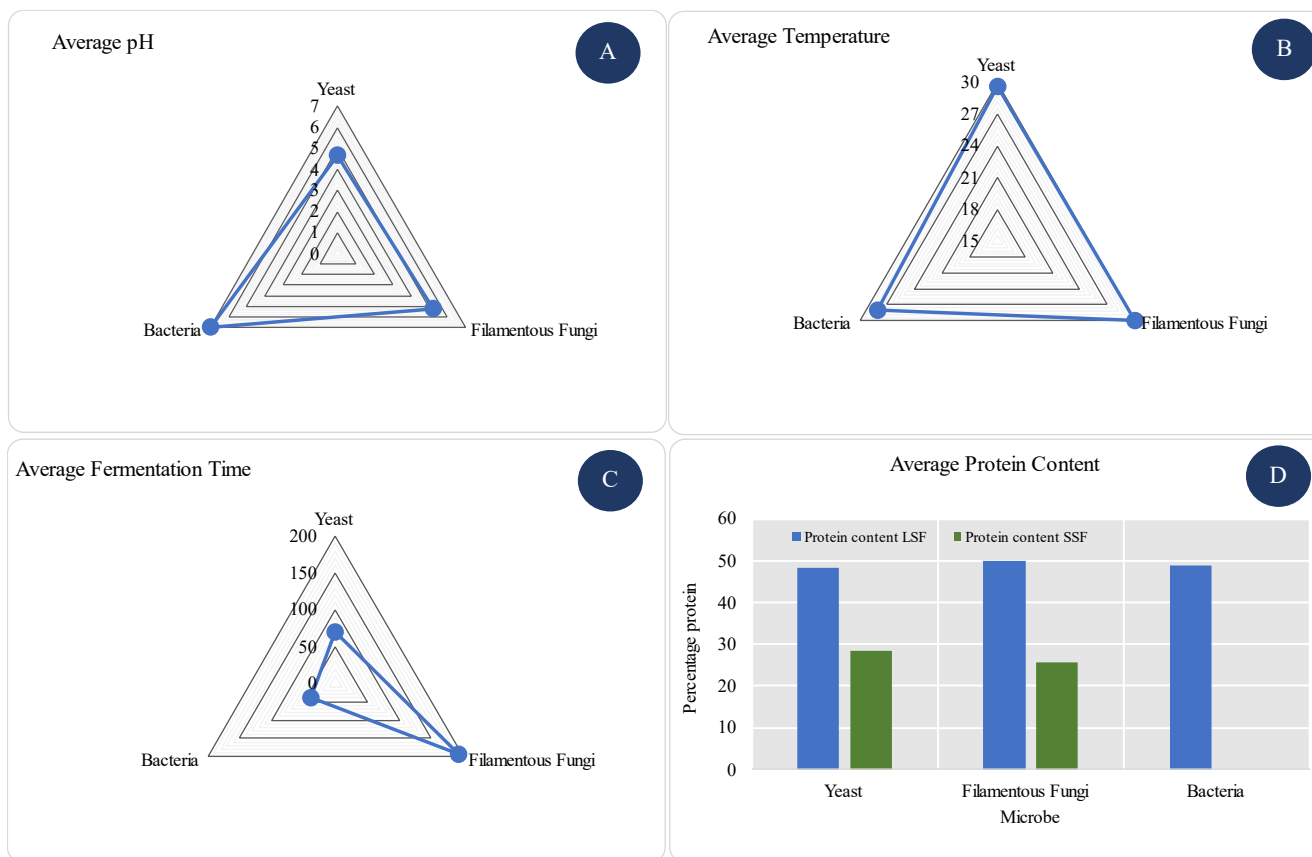 Average pH
A
Yeast
7
6
5
4
3
2
1
0
Bacteria
Filamentous Fungi
Average Temperature
B
Yeast
30
27
24
21
18
15
Bacteria
Filamentous Fungi
Average Fermentation Time
C
Yeast
200
150
100
50
0
Bacteria
Filamentous Fungi
Average Protein Content
D
Protein content LSF Protein content SSF
Percentage protein
60
50
40
30
20
10
0
Yeast Filamentous Fungi Bacteria
Microbe